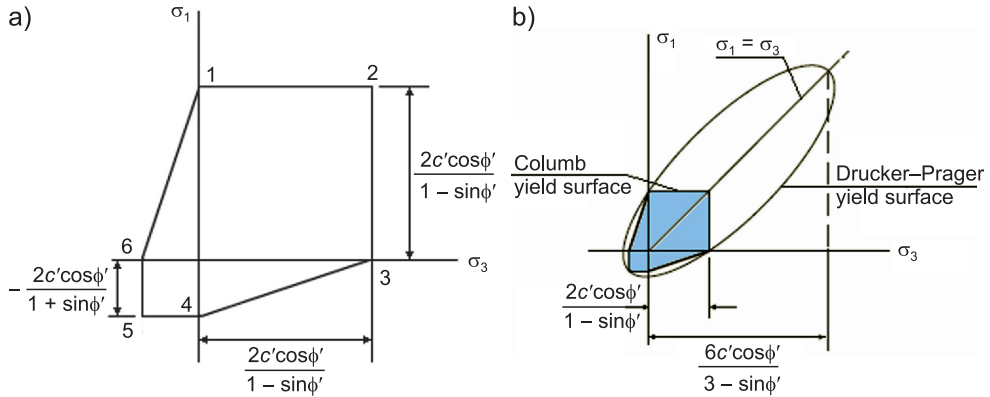 a)
σ1
1
2
2c′cosϕ′
1 – sinϕ′
6
σ3
3
– 2c′cosϕ′
1 + sinϕ′
4
5
2c′cosϕ′
1 – sinϕ′
b)
σ1
σ1 = σ3
Columb
yield surface
Drucker–Prager
yield surface
σ3
2c′cosϕ′
1 – sinϕ′
6c′cosϕ′
3 – sinϕ′